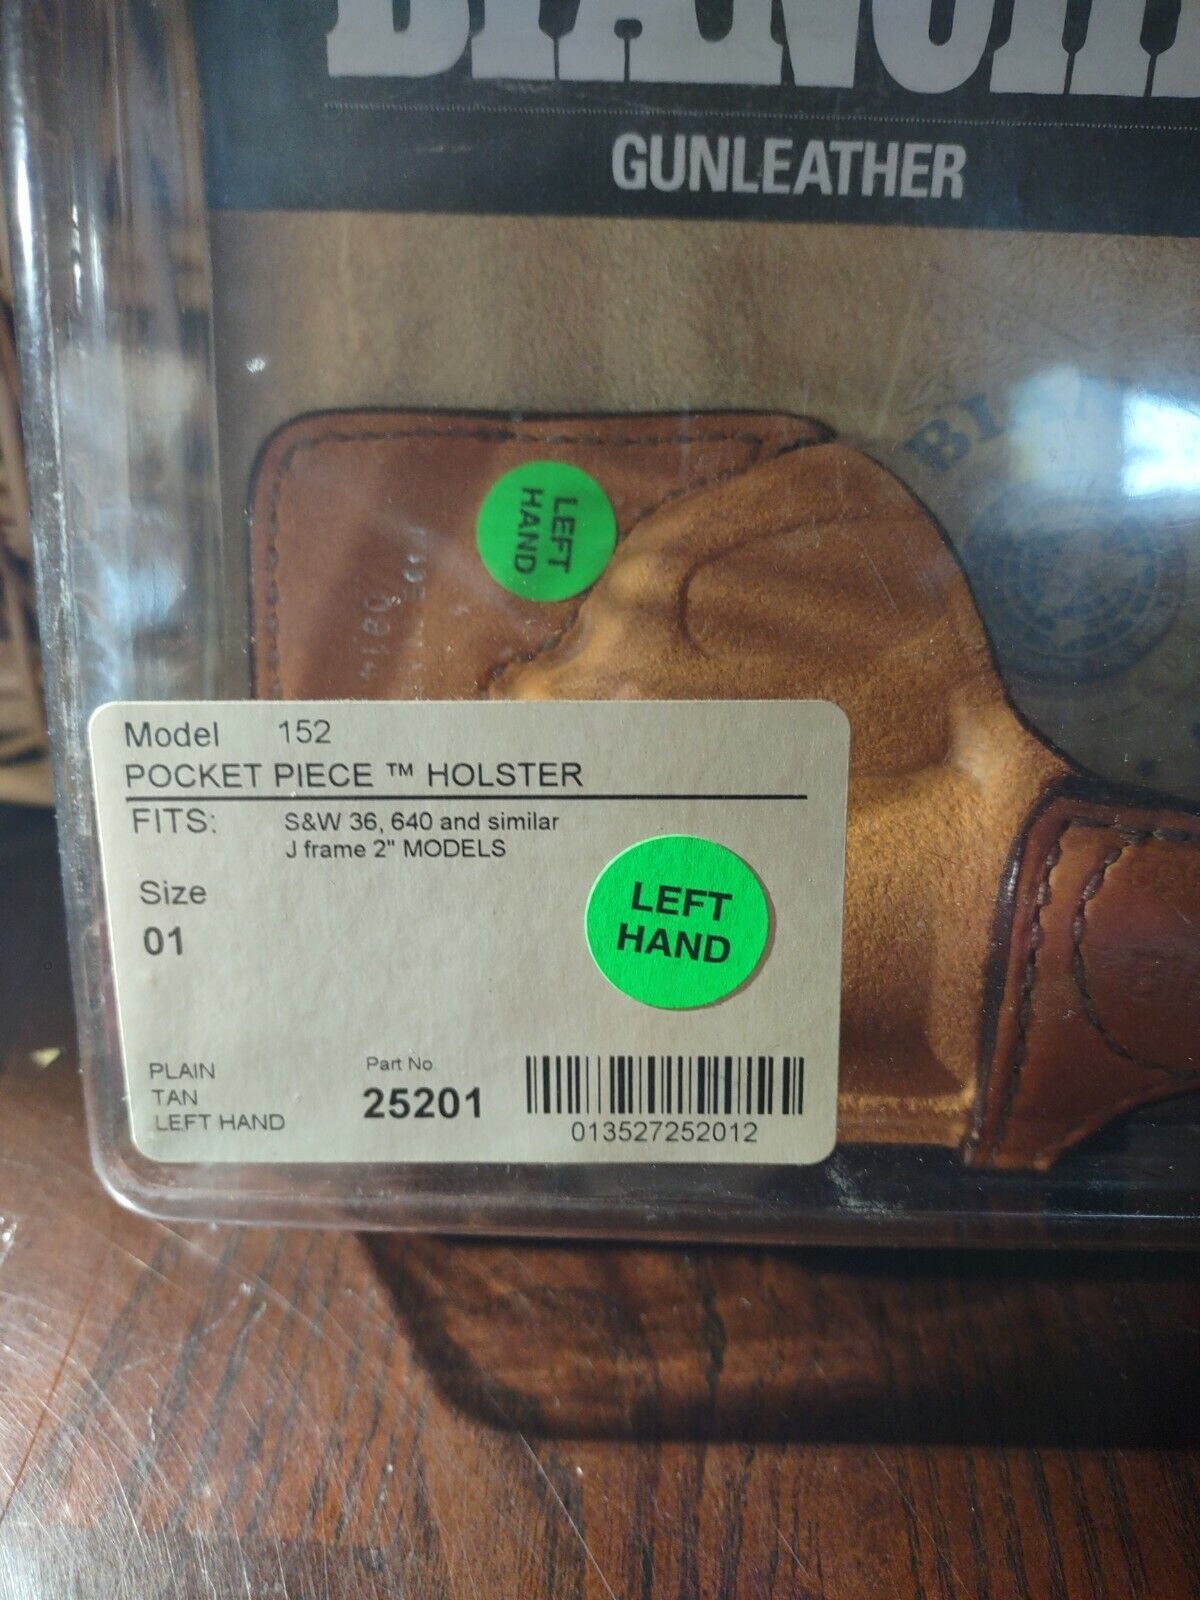 BIANCHI
GUNLEATHER
LEFT
HAND
Model 152
POCKET PIECE ™ HOLSTER
FITS: S&W 36, 640 and similar
J frame 2" MODELS
Size
01
LEFT
HAND
PLAIN
TAN
LEFT HAND
Part No
25201
013527252012